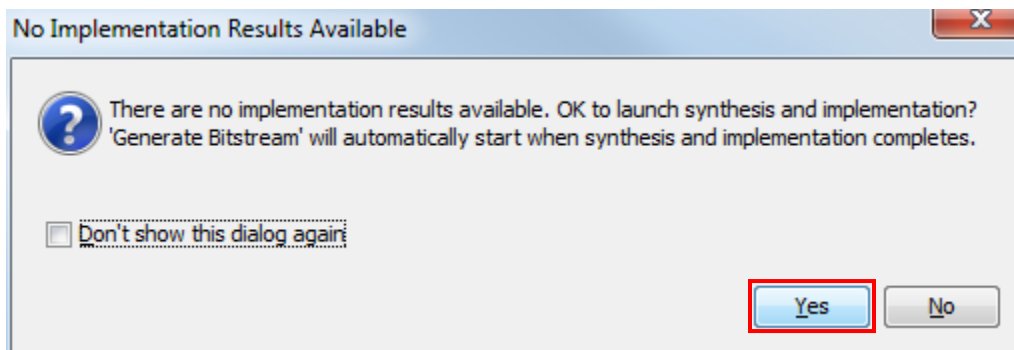 No Implementation Results Available
There are no implementation results available. OK to launch synthesis and implementation?
'Generate Bitstream' will automatically start when synthesis and implementation completes.
Don't show this dialog again
Yes
No